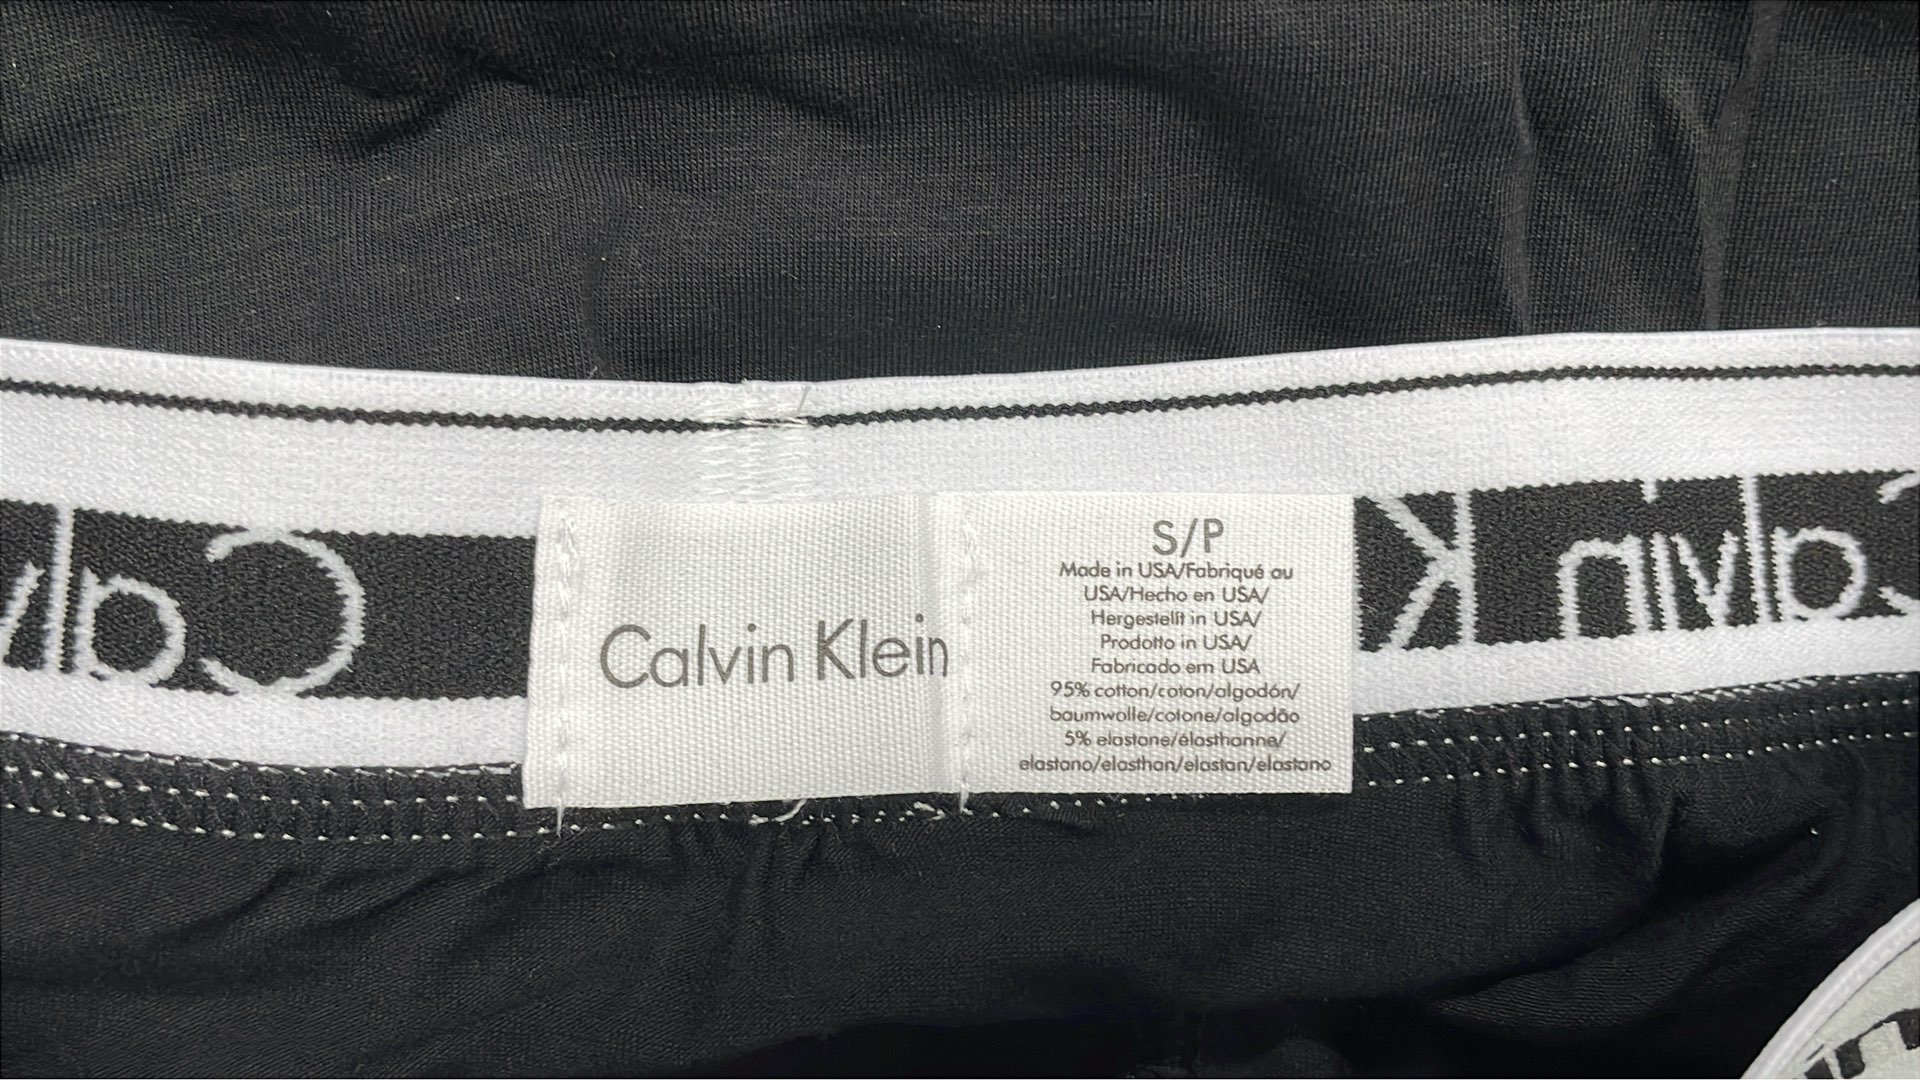 Calvin Klein
S/P
Made in USA/Fabriqué au
USA/Hecho en USA/
Hergestellt in USA/
Prodotto in USA/
Fabricado em USA
95% cotton/coton/algodón/
baumwolle/cotone/algodão
5% elastane/élasthanne/
elastano/elasthan/elastan/elastano
Calvin K